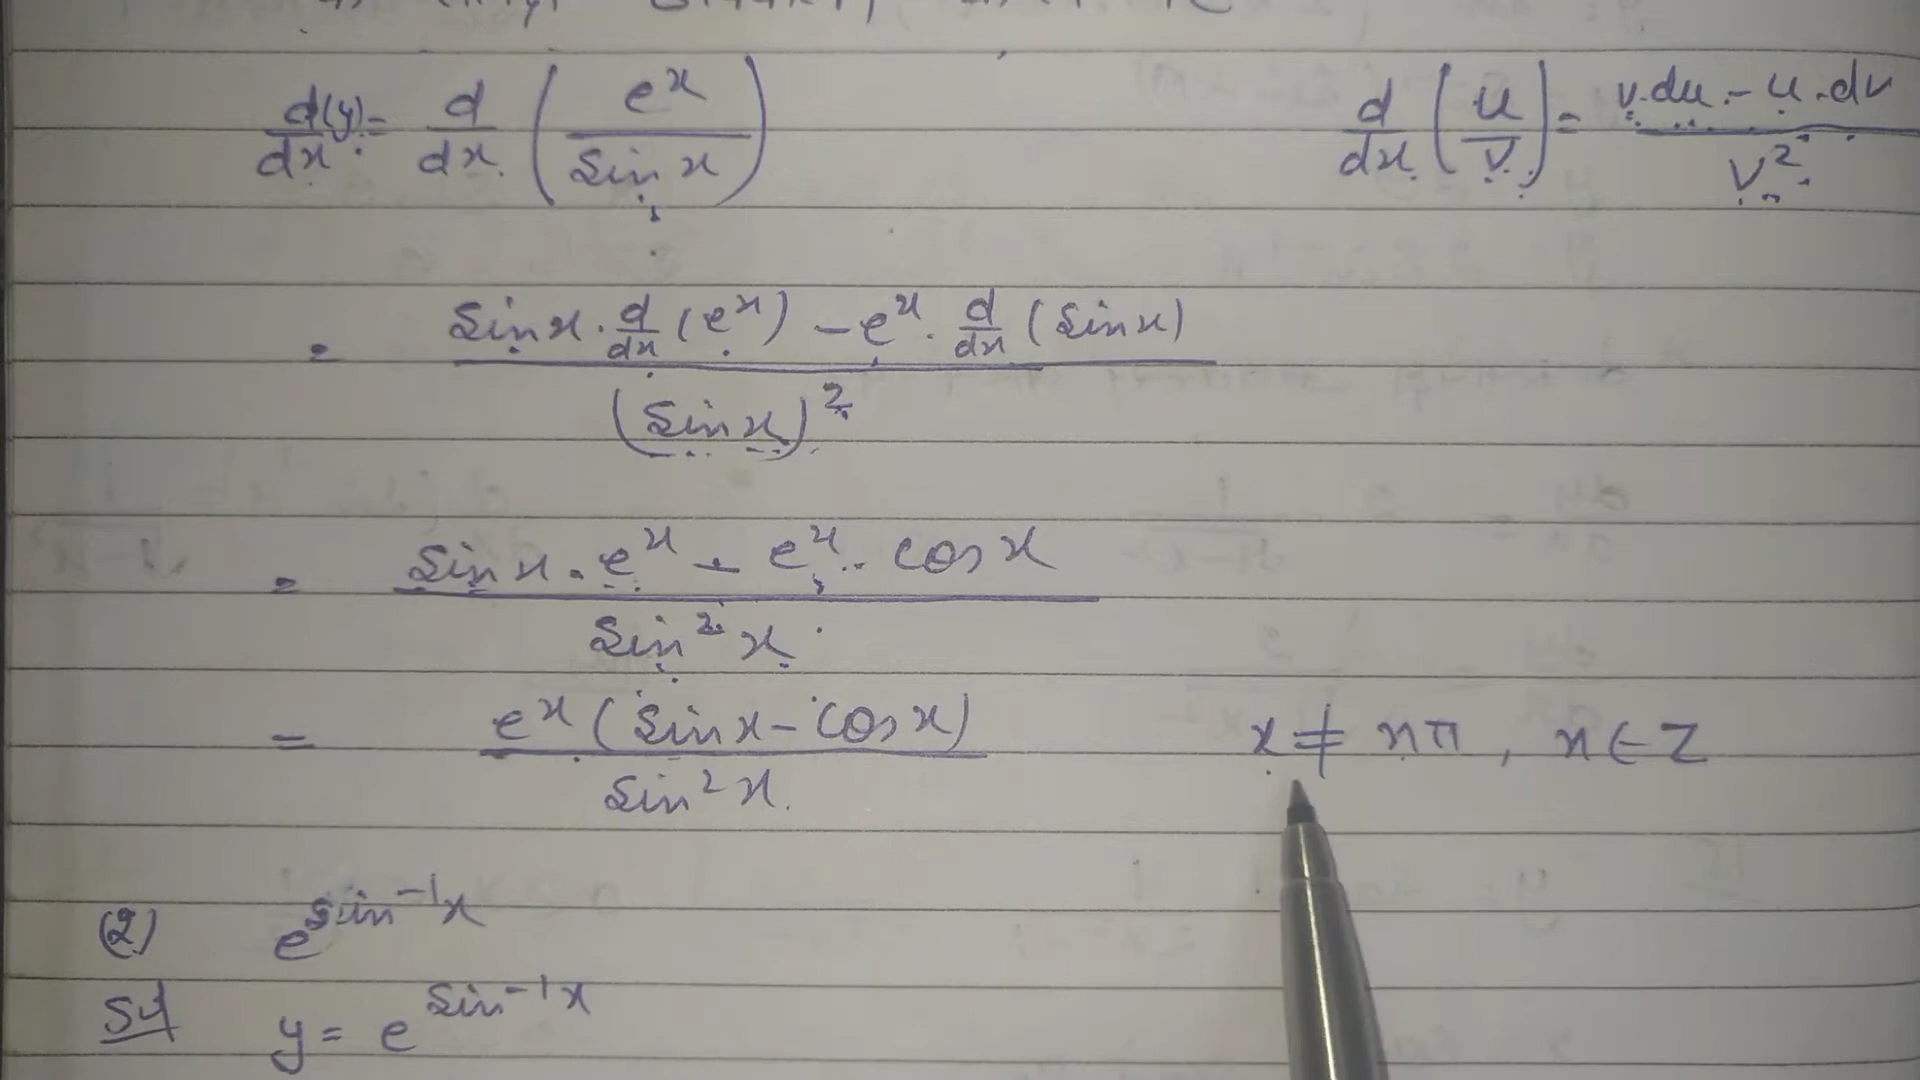 d(y)/dx = d/dx (e^x / Sin x)
d/dx (u/v) = (v.du - u.dv) / v²
= (Sin x . d/dx (e^x) - e^x . d/dx (Sin x)) / (Sin x)²
= (Sin x . e^x - e^x . cos x) / Sin² x
= e^x (Sin x - cos x) / Sin² x.
x ≠ nπ, n ∈ Z
(2) e^(sin⁻¹x)
Sol y = e^(Sin⁻¹x)